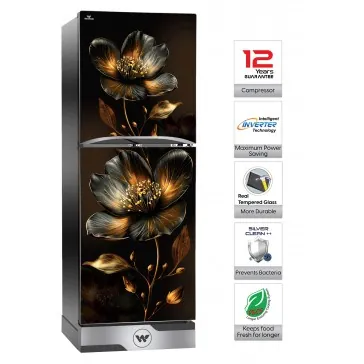 12
Years
GUARANTEE
Compressor
Intelligent
INVERTER
Technology
Maximum Power
Saving
Real
Tempered Glass
More Durable
SILVER
CLEAN ++
Prevents Bacteria
Keeps food
Fresh for longer